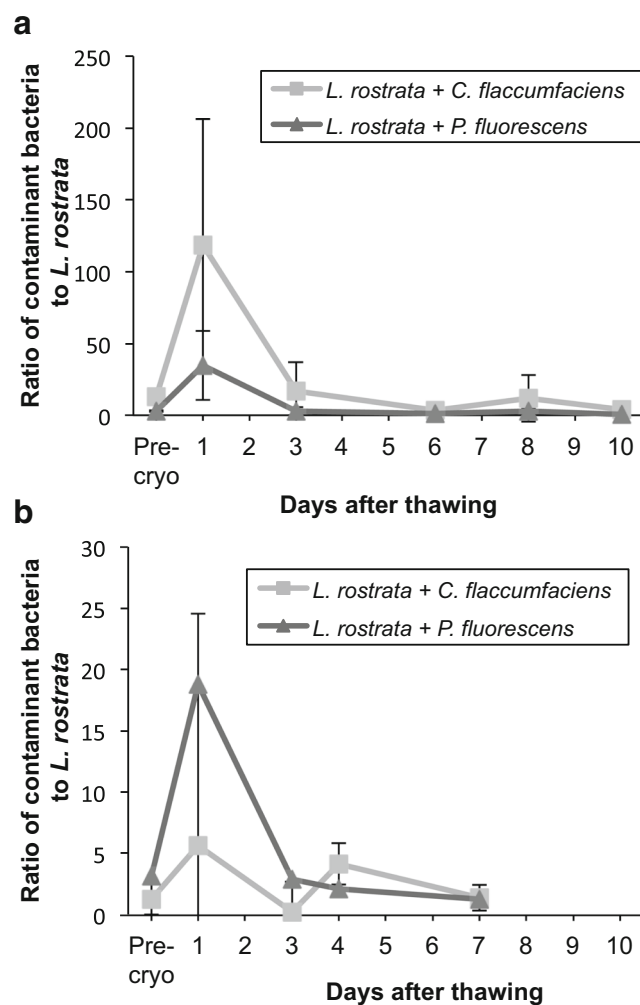 a
250
200
150
100
50
0
Ratio of contaminant bacteria
to L. rostrata
L. rostrata + C. flaccumfaciens
L. rostrata + P. fluorescens
Pre- 1 2 3 4 5 6 7 8 9 10
cryo
Days after thawing
b
30
25
20
15
10
5
0
Ratio of contaminant bacteria
to L. rostrata
L. rostrata + C. flaccumfaciens
L. rostrata + P. fluorescens
Pre- 1 2 3 4 5 6 7 8 9 10
cryo
Days after thawing